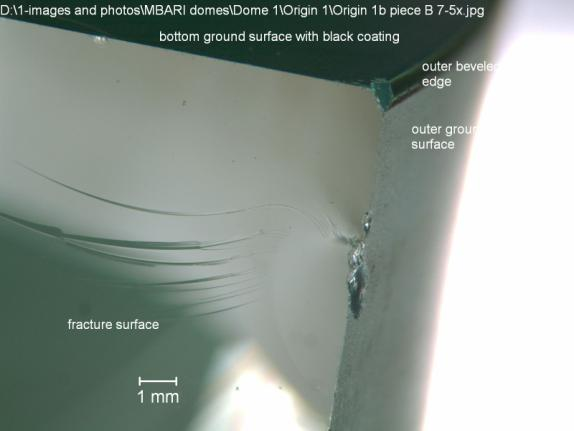 D:\1-images and photos\MBARI domes\Dome 1\Origin 1\Origin 1b piece B 7-5x.jpg
bottom ground surface with black coating
outer beveled
edge
outer ground
surface
fracture surface
1 mm